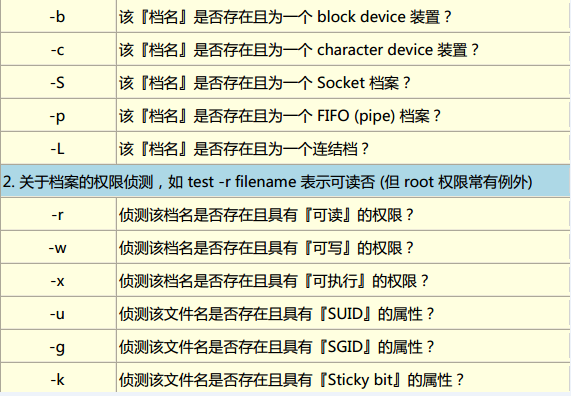 -b 该『档名』是否存在且为一个 block device 装置？
-c 该『档名』是否存在且为一个 character device 装置？
-S 该『档名』是否存在且为一个 Socket 档案？
-p 该『档名』是否存在且为一个 FIFO (pipe) 档案？
-L 该『档名』是否存在且为一个连结档？
2. 关于档案的权限侦测，如 test -r filename 表示可读否 (但 root 权限常有例外)
-r 侦测该档名是否存在且具有『可读』的权限？
-w 侦测该档名是否存在且具有『可写』的权限？
-x 侦测该档名是否存在且具有『可执行』的权限？
-u 侦测该文件名是否存在且具有『SUID』的属性？
-g 侦测该文件名是否存在且具有『SGID』的属性？
-k 侦测该文件名是否存在且具有『Sticky bit』的属性？